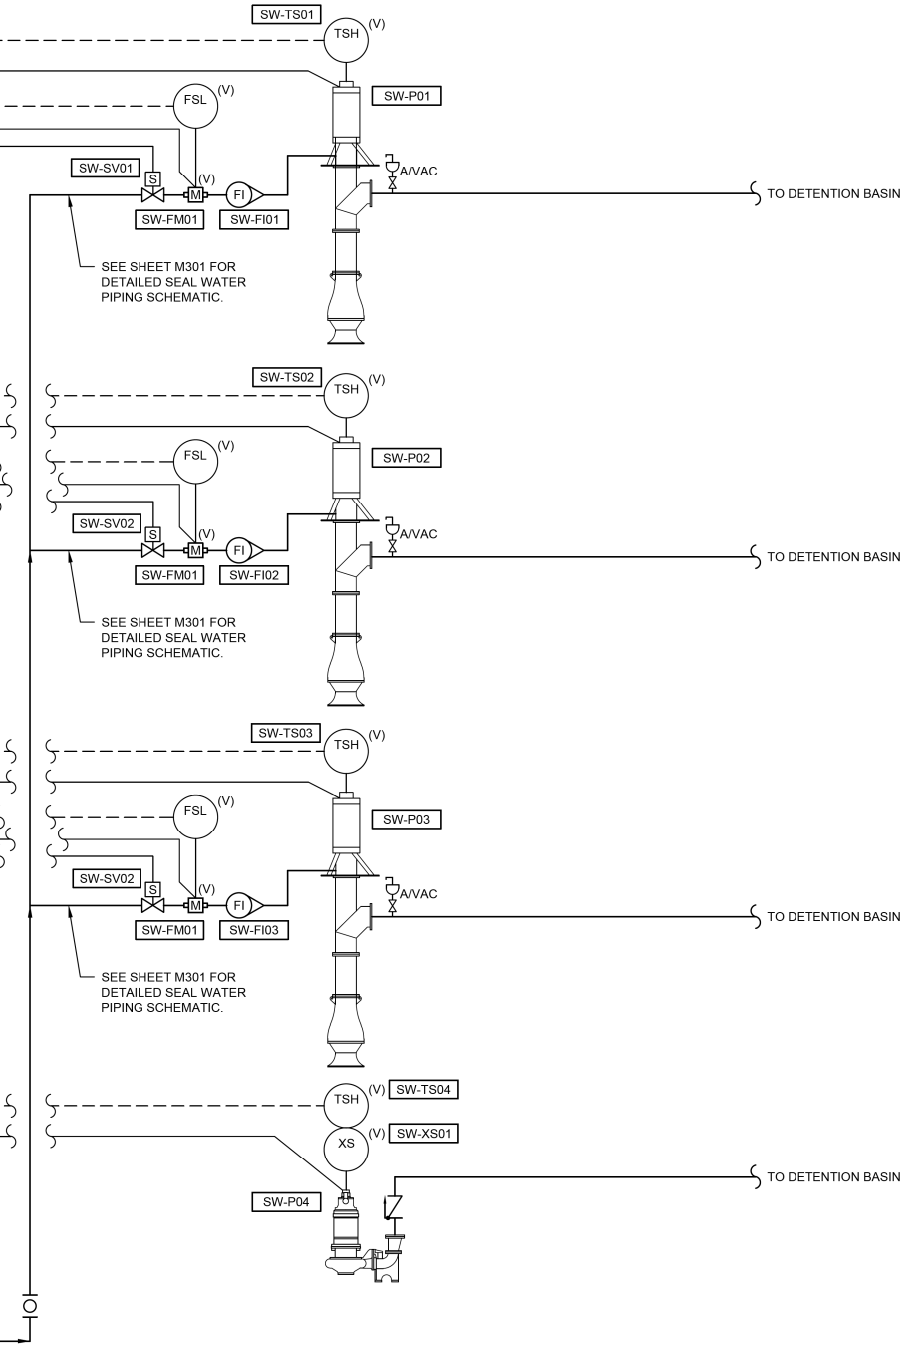 SW-TS01
TSH
(V)
FSL
(V)
SW-P01
SW-SV01
S
(V)
M
FI
A/VAC
TO DETENTION BASIN
SW-FM01
SW-FI01
SEE SHEET M301 FOR
DETAILED SEAL WATER
PIPING SCHEMATIC.
SW-TS02
TSH
(V)
FSL
(V)
SW-P02
SW-SV02
S
(V)
M
FI
A/VAC
TO DETENTION BASIN
SW-FM01
SW-FI02
SEE SHEET M301 FOR
DETAILED SEAL WATER
PIPING SCHEMATIC.
SW-TS03
TSH
(V)
FSL
(V)
SW-P03
SW-SV02
S
(V)
M
FI
A/VAC
TO DETENTION BASIN
SW-FM01
SW-FI03
SEE SHEET M301 FOR
DETAILED SEAL WATER
PIPING SCHEMATIC.
TSH
(V)
SW-TS04
XS
(V)
SW-XS01
TO DETENTION BASIN
SW-P04